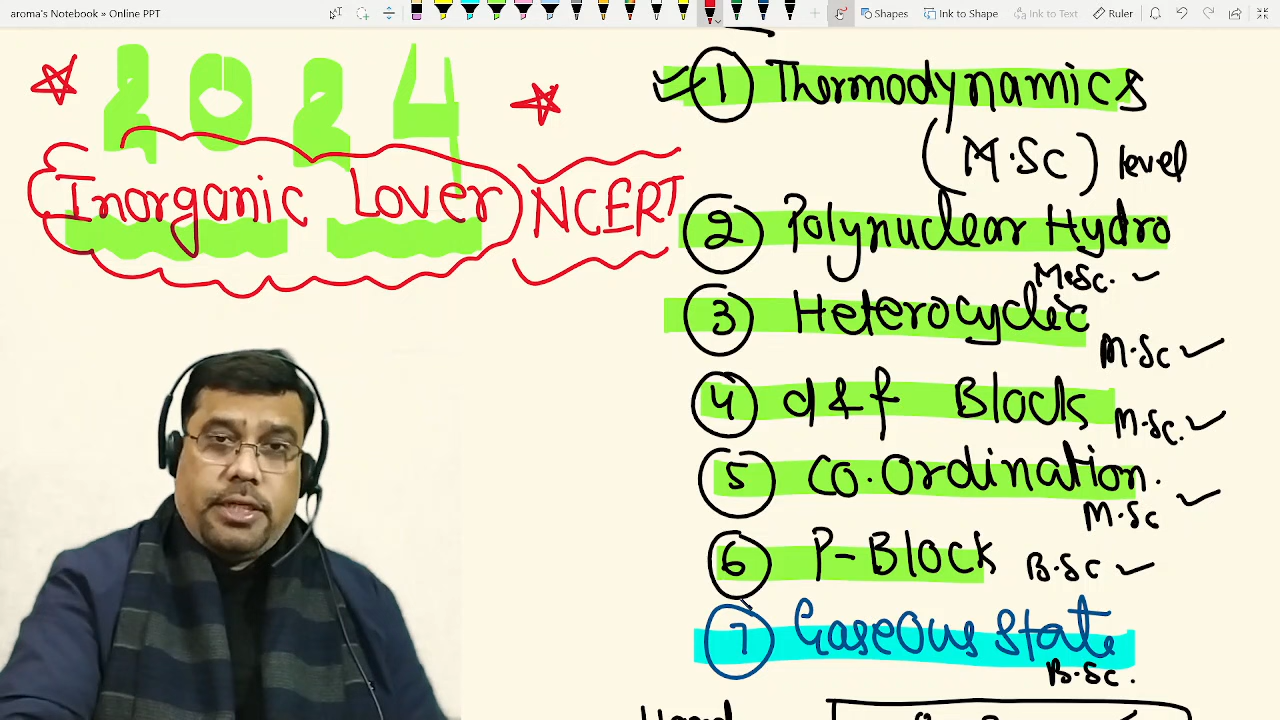 aroma's Notebook » Online PPT
Shapes
Ink to Shape
Ink to Text
Ruler
2024
Inorganic Lover
NCERT
1 Thermodynamics
(M.Sc) level
2 Polynuclear Hydro
M.Sc.
3 Heterocyclic
M.Sc
4 d & f Blocks
M.Sc.
5 Co.Ordination.
M.Sc
6 P-Block B.Sc
7 Gaseous State
B.Sc.